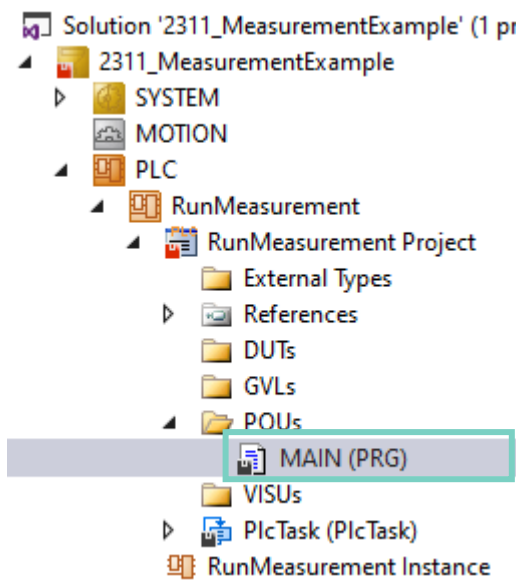 Solution '2311_MeasurementExample' (1 pr
2311_MeasurementExample
SYSTEM
MOTION
PLC
RunMeasurement
RunMeasurement Project
External Types
References
DUTs
GVLs
POUs
MAIN (PRG)
VISUs
PlcTask (PlcTask)
RunMeasurement Instance